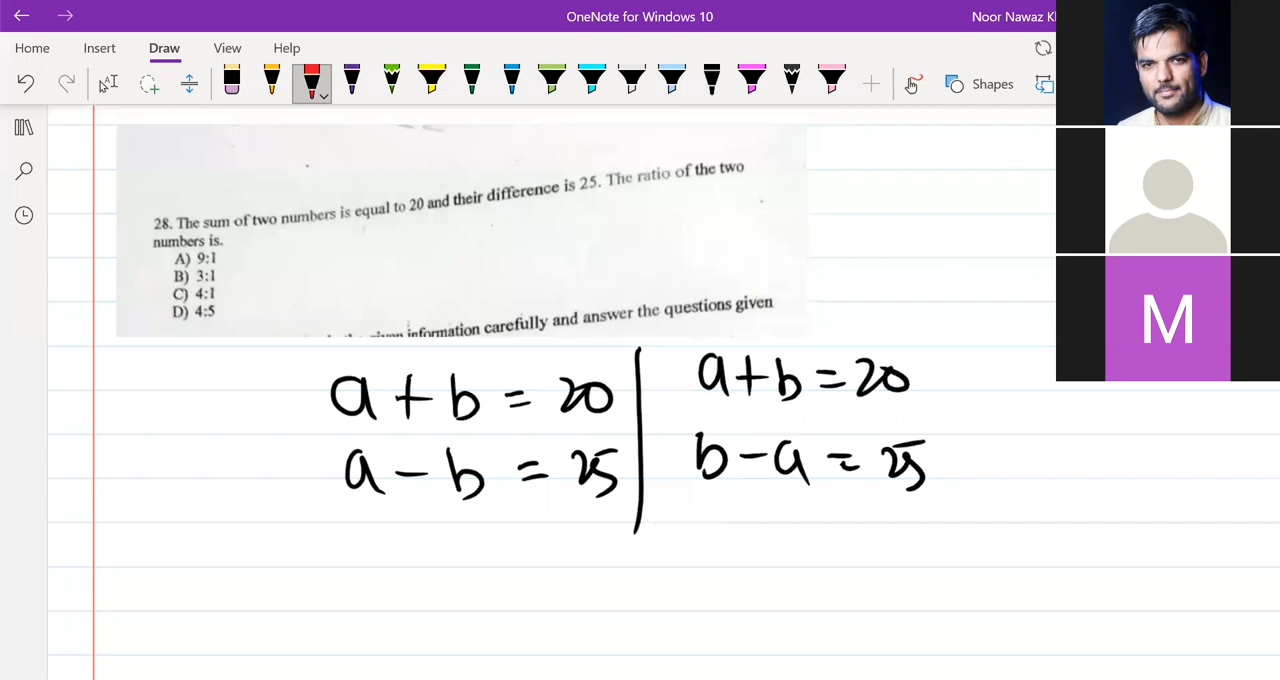 OneNote for Windows 10
Noor Nawaz K
Home Insert Draw View Help
Shapes
28. The sum of two numbers is equal to 20 and their difference is 25. The ratio of the two
numbers is.
A) 9:1
B) 3:1
C) 4:1
D) 4:5
information carefully and answer the questions given
a + b = 20
a - b = 25
a + b = 20
b - a = 25
M